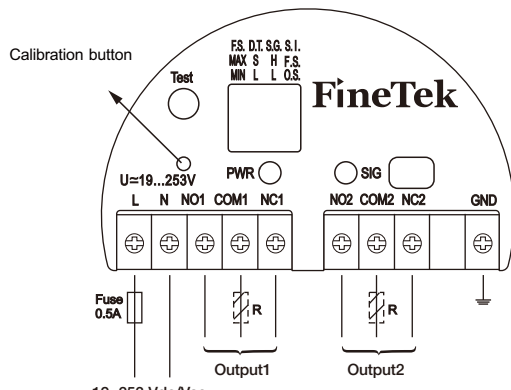 Calibration button
F.S. D.T. S.G. S.I.
MAX S H F.S.
MIN L L O.S.
Test
FineTek
U≃19...253V
PWR
SIG
L N NO1 COM1 NC1 NO2 COM2 NC2 GND
Fuse
0.5A
R
R
Output1
Output2